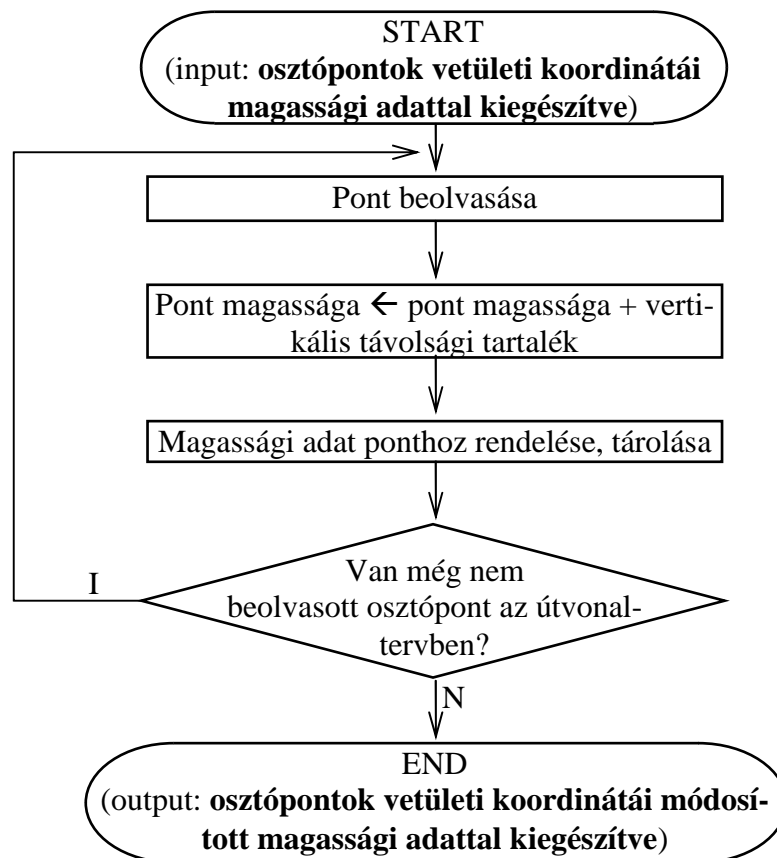 START
(input: osztópontok vetületi koordinátái
magassági adattal kiegészítve)
Pont beolvasása
Pont magassága ← pont magassága + verti-
kális távolsági tartalék
Magassági adat ponthoz rendelése, tárolása
Van még nem
beolvasott osztópont az útvonal-
tervben?
I
N
END
(output: osztópontok vetületi koordinátái módosí-
tott magassági adattal kiegészítve)